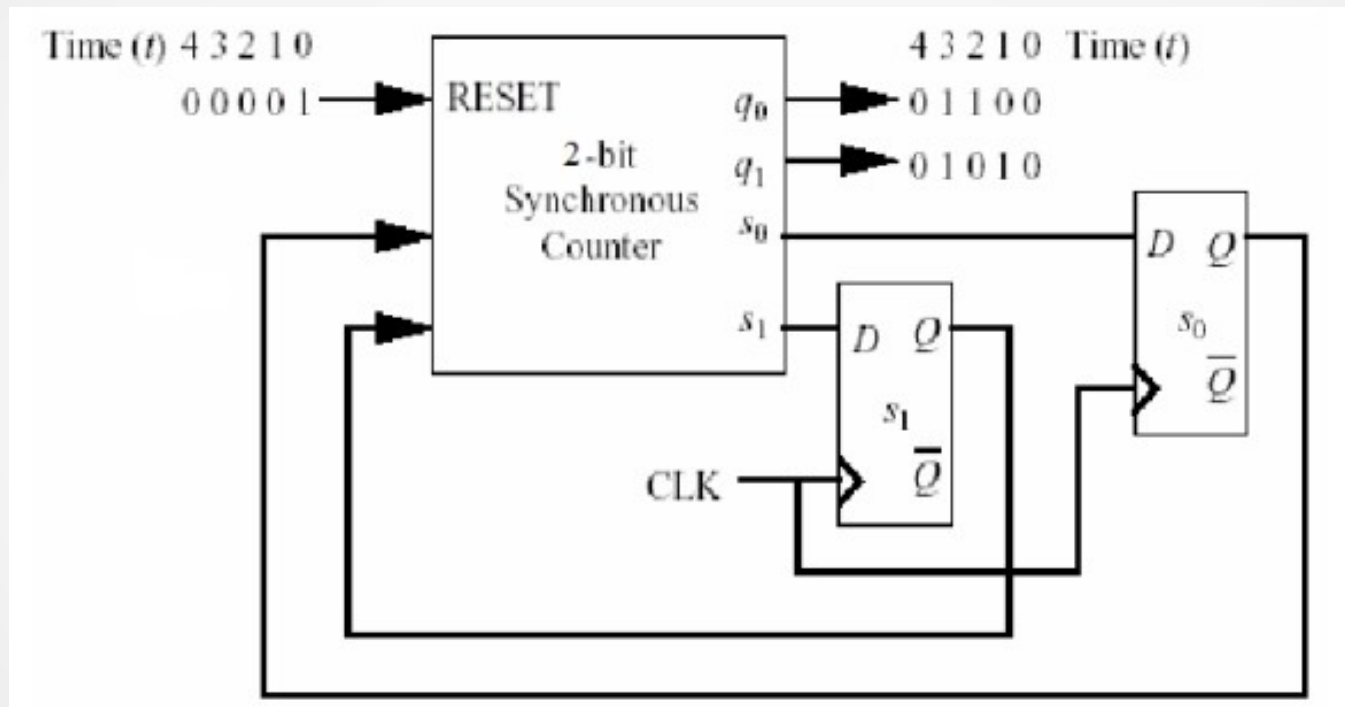 Time (t) 4 3 2 1 0
4 3 2 1 0 Time (t)
0 0 0 0 1
RESET
q0
0 1 1 0 0
2-bit
q1
0 1 0 1 0
Synchronous
s0
Counter
D Q
s0
Q̅
s1
D Q
s1
Q̅
CLK